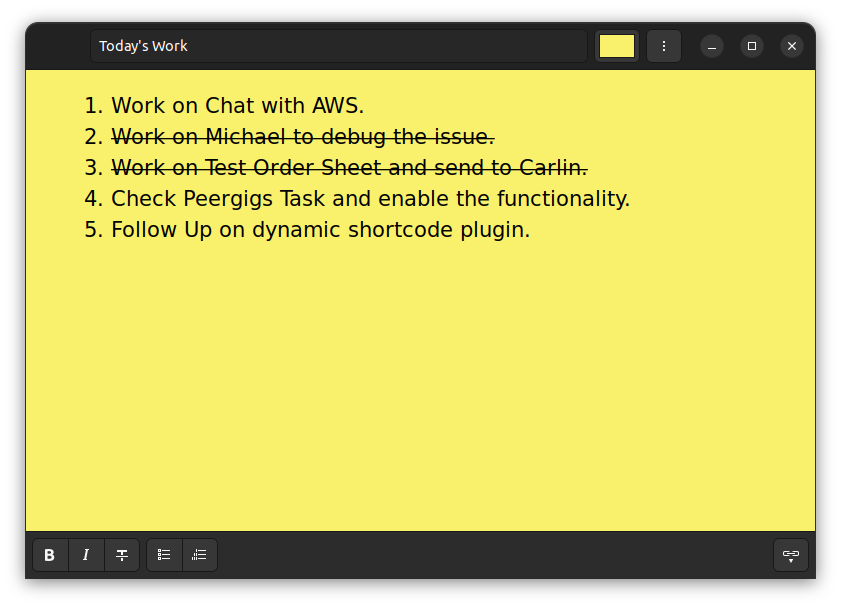 Today's Work
1. Work on Chat with AWS.
2. Work on Michael to debug the issue.
3. Work on Test Order Sheet and send to Carlin.
4. Check Peergigs Task and enable the functionality.
5. Follow Up on dynamic shortcode plugin.
B I T